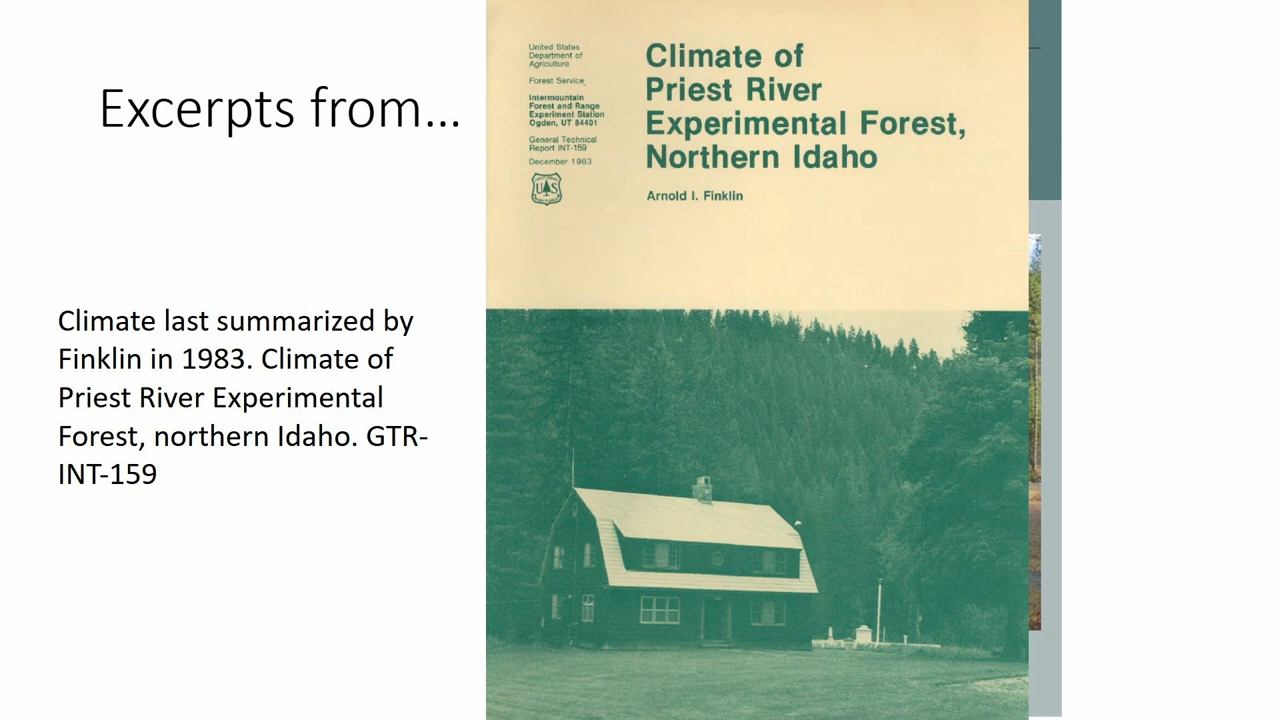 Excerpts from...
Climate last summarized by
Finklin in 1983. Climate of
Priest River Experimental
Forest, northern Idaho. GTR-
INT-159
United States
Department of
Agriculture
Forest Service
Intermountain
Forest and Range
Experiment Station
Ogden, UT 84401
General Technical
Report INT-159
December 1983
U S
Climate of
Priest River
Experimental Forest,
Northern Idaho
Arnold I. Finklin